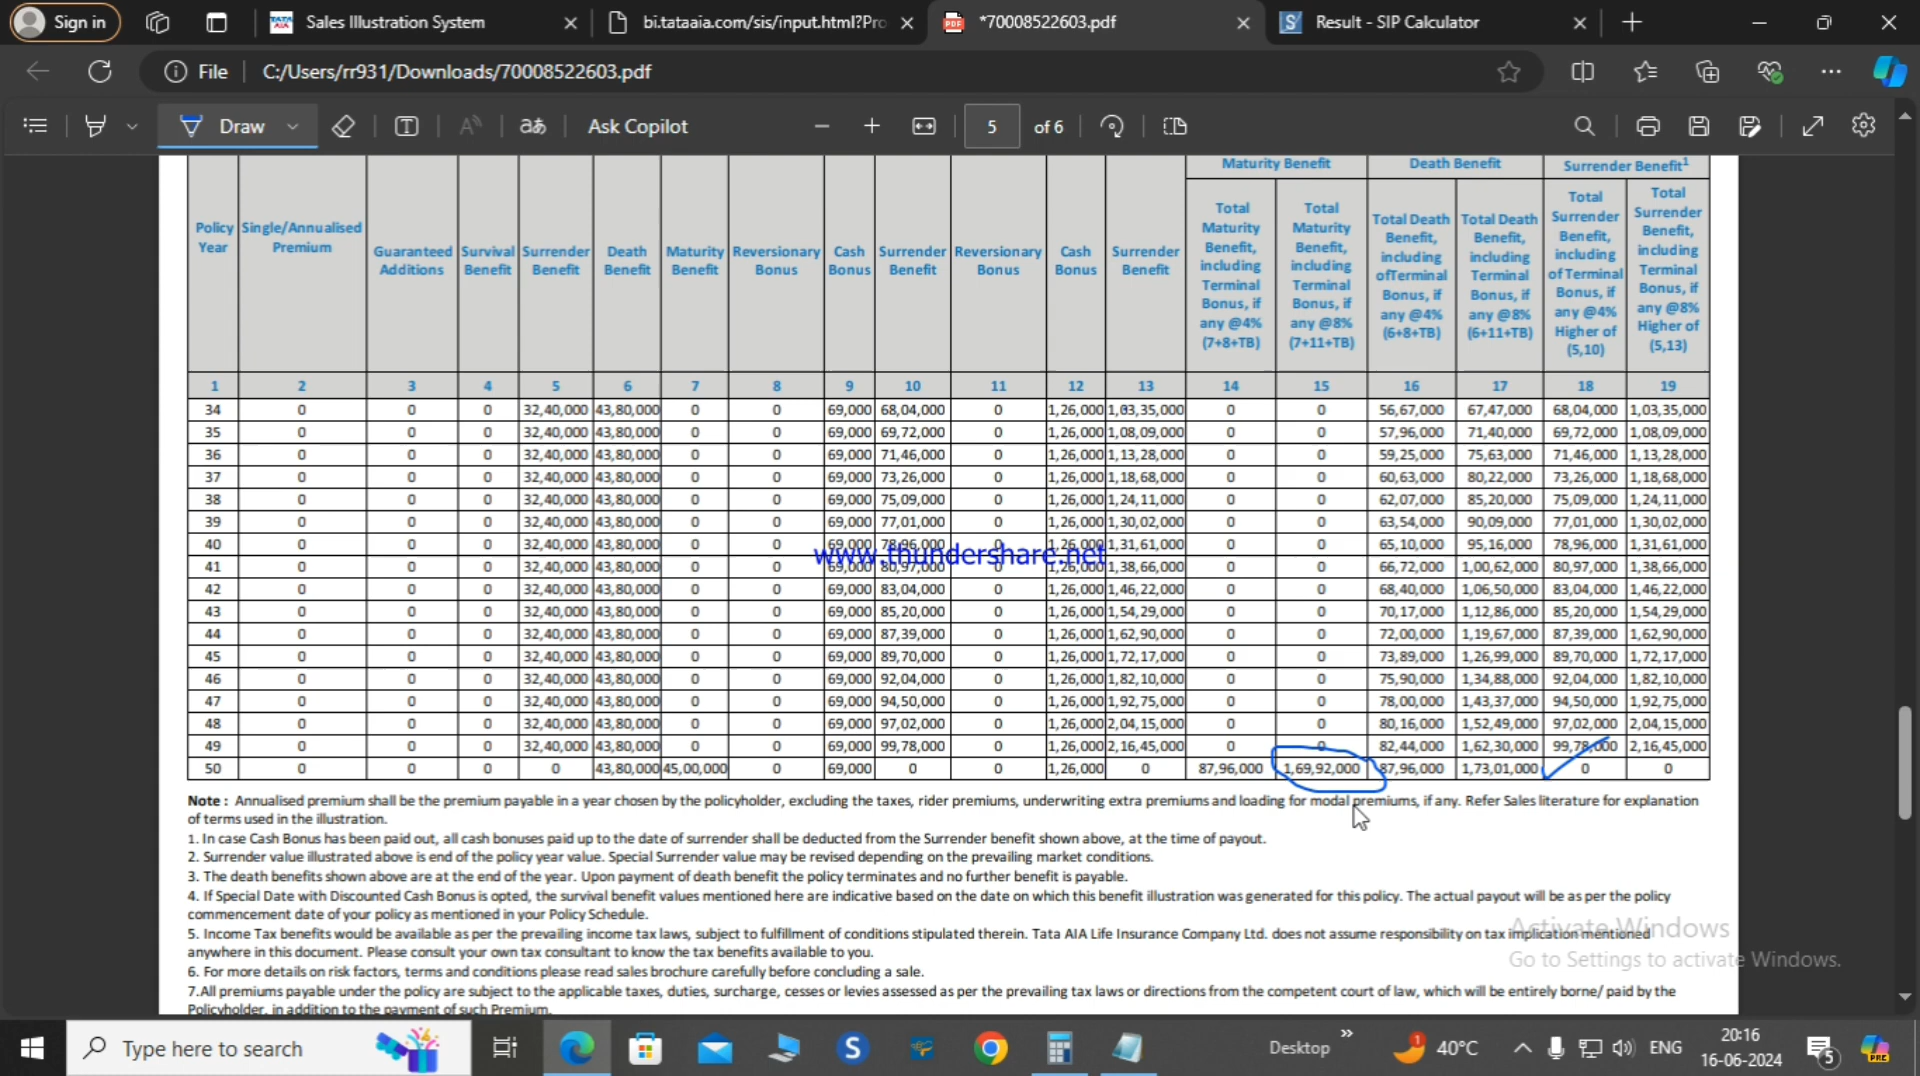 Sign in
Sales Illustration System
bi.tataaia.com/sis/input.html?Pro
*70008522603.pdf
Result - SIP Calculator
File C:/Users/rr931/Downloads/70008522603.pdf
Draw Ask Copilot 5 of 6
Maturity Benefit Death Benefit Surrender Benefit1
Policy Year
Single/Annualised Premium
Guaranteed Additions
Survival Benefit
Surrender Benefit
Death Benefit
Maturity Benefit
Reversionary Bonus
Cash Bonus
Surrender Benefit
Reversionary Bonus
Cash Bonus
Surrender Benefit
Total Maturity Benefit, including Terminal Bonus, if any @4% (7+8+TB)
Total Maturity Benefit, including Terminal Bonus, if any @8% (7+11+TB)
Total Death Benefit, including ofTerminal Bonus, if any @4% (6+8+TB)
Total Death Benefit, including Terminal Bonus, if any @8% (6+11+TB)
Total Surrender Benefit, including of Terminal Bonus, if any @4% Higher of (5,10)
Total Surrender Benefit, including Terminal Bonus, if any @8% Higher of (5,13)
1 2 3 4 5 6 7 8 9 10 11 12 13 14 15 16 17 18 19
34 0 0 0 32,40,000 43,80,000 0 0 69,000 68,04,000 0 1,26,000 1,03,35,000 0 0 56,67,000 67,47,000 68,04,000 1,03,35,000
35 0 0 0 32,40,000 43,80,000 0 0 69,000 69,72,000 0 1,26,000 1,08,09,000 0 0 57,96,000 71,40,000 69,72,000 1,08,09,000
36 0 0 0 32,40,000 43,80,000 0 0 69,000 71,46,000 0 1,26,000 1,13,28,000 0 0 59,25,000 75,63,000 71,46,000 1,13,28,000
37 0 0 0 32,40,000 43,80,000 0 0 69,000 73,26,000 0 1,26,000 1,18,68,000 0 0 60,63,000 80,22,000 73,26,000 1,18,68,000
38 0 0 0 32,40,000 43,80,000 0 0 69,000 75,09,000 0 1,26,000 1,24,11,000 0 0 62,07,000 85,20,000 75,09,000 1,24,11,000
39 0 0 0 32,40,000 43,80,000 0 0 69,000 77,01,000 0 1,26,000 1,30,02,000 0 0 63,54,000 90,09,000 77,01,000 1,30,02,000
40 0 0 0 32,40,000 43,80,000 0 0 69,000 78,96,000 0 1,26,000 1,31,61,000 0 0 65,10,000 95,16,000 78,96,000 1,31,61,000
www.thundershare.net
41 0 0 0 32,40,000 43,80,000 0 0 69,000 80,97,000 0 1,26,000 1,38,66,000 0 0 66,72,000 1,00,62,000 80,97,000 1,38,66,000
42 0 0 0 32,40,000 43,80,000 0 0 69,000 83,04,000 0 1,26,000 1,46,22,000 0 0 68,40,000 1,06,50,000 83,04,000 1,46,22,000
43 0 0 0 32,40,000 43,80,000 0 0 69,000 85,20,000 0 1,26,000 1,54,29,000 0 0 70,17,000 1,12,86,000 85,20,000 1,54,29,000
44 0 0 0 32,40,000 43,80,000 0 0 69,000 87,39,000 0 1,26,000 1,62,90,000 0 0 72,00,000 1,19,67,000 87,39,000 1,62,90,000
45 0 0 0 32,40,000 43,80,000 0 0 69,000 89,70,000 0 1,26,000 1,72,17,000 0 0 73,89,000 1,26,99,000 89,70,000 1,72,17,000
46 0 0 0 32,40,000 43,80,000 0 0 69,000 92,04,000 0 1,26,000 1,82,10,000 0 0 75,90,000 1,34,88,000 92,04,000 1,82,10,000
47 0 0 0 32,40,000 43,80,000 0 0 69,000 94,50,000 0 1,26,000 1,92,75,000 0 0 78,00,000 1,43,37,000 94,50,000 1,92,75,000
48 0 0 0 32,40,000 43,80,000 0 0 69,000 97,02,000 0 1,26,000 2,04,15,000 0 0 80,16,000 1,52,49,000 97,02,000 2,04,15,000
49 0 0 0 32,40,000 43,80,000 0 0 69,000 99,78,000 0 1,26,000 2,16,45,000 0 0 82,44,000 1,62,30,000 99,78,000 2,16,45,000
50 0 0 0 0 43,80,000 45,00,000 0 69,000 0 0 1,26,000 0 87,96,000 1,69,92,000 87,96,000 1,73,01,000 0 0
Note : Annualised premium shall be the premium payable in a year chosen by the policyholder, excluding the taxes, rider premiums, underwriting extra premiums and loading for modal premiums, if any. Refer Sales literature for explanation
of terms used in the illustration.
1. In case Cash Bonus has been paid out, all cash bonuses paid up to the date of surrender shall be deducted from the Surrender benefit shown above, at the time of payout.
2. Surrender value illustrated above is end of the policy year value. Special Surrender value may be revised depending on the prevailing market conditions.
3. The death benefits shown above are at the end of the year. Upon payment of death benefit the policy terminates and no further benefit is payable.
4. If Special Date with Discounted Cash Bonus is opted, the survival benefit values mentioned here are indicative based on the date on which this benefit illustration was generated for this policy. The actual payout will be as per the policy
commencement date of your policy as mentioned in your Policy Schedule.
5. Income Tax benefits would be available as per the prevailing income tax laws, subject to fulfillment of conditions stipulated therein. Tata AIA Life Insurance Company Ltd. does not assume responsibility on tax implication mentioned
anywhere in this document. Please consult your own tax consultant to know the tax benefits available to you.
6. For more details on risk factors, terms and conditions please read sales brochure carefully before concluding a sale.
7.All premiums payable under the policy are subject to the applicable taxes, duties, surcharge, cesses or levies assessed as per the prevailing tax laws or directions from the competent court of law, which will be entirely borne/ paid by the
Policyholder, in addition to the payment of such Premium.
Activate Windows
Go to Settings to activate Windows.
Type here to search
Desktop
40°C
ENG
20:16
16-06-2024
5